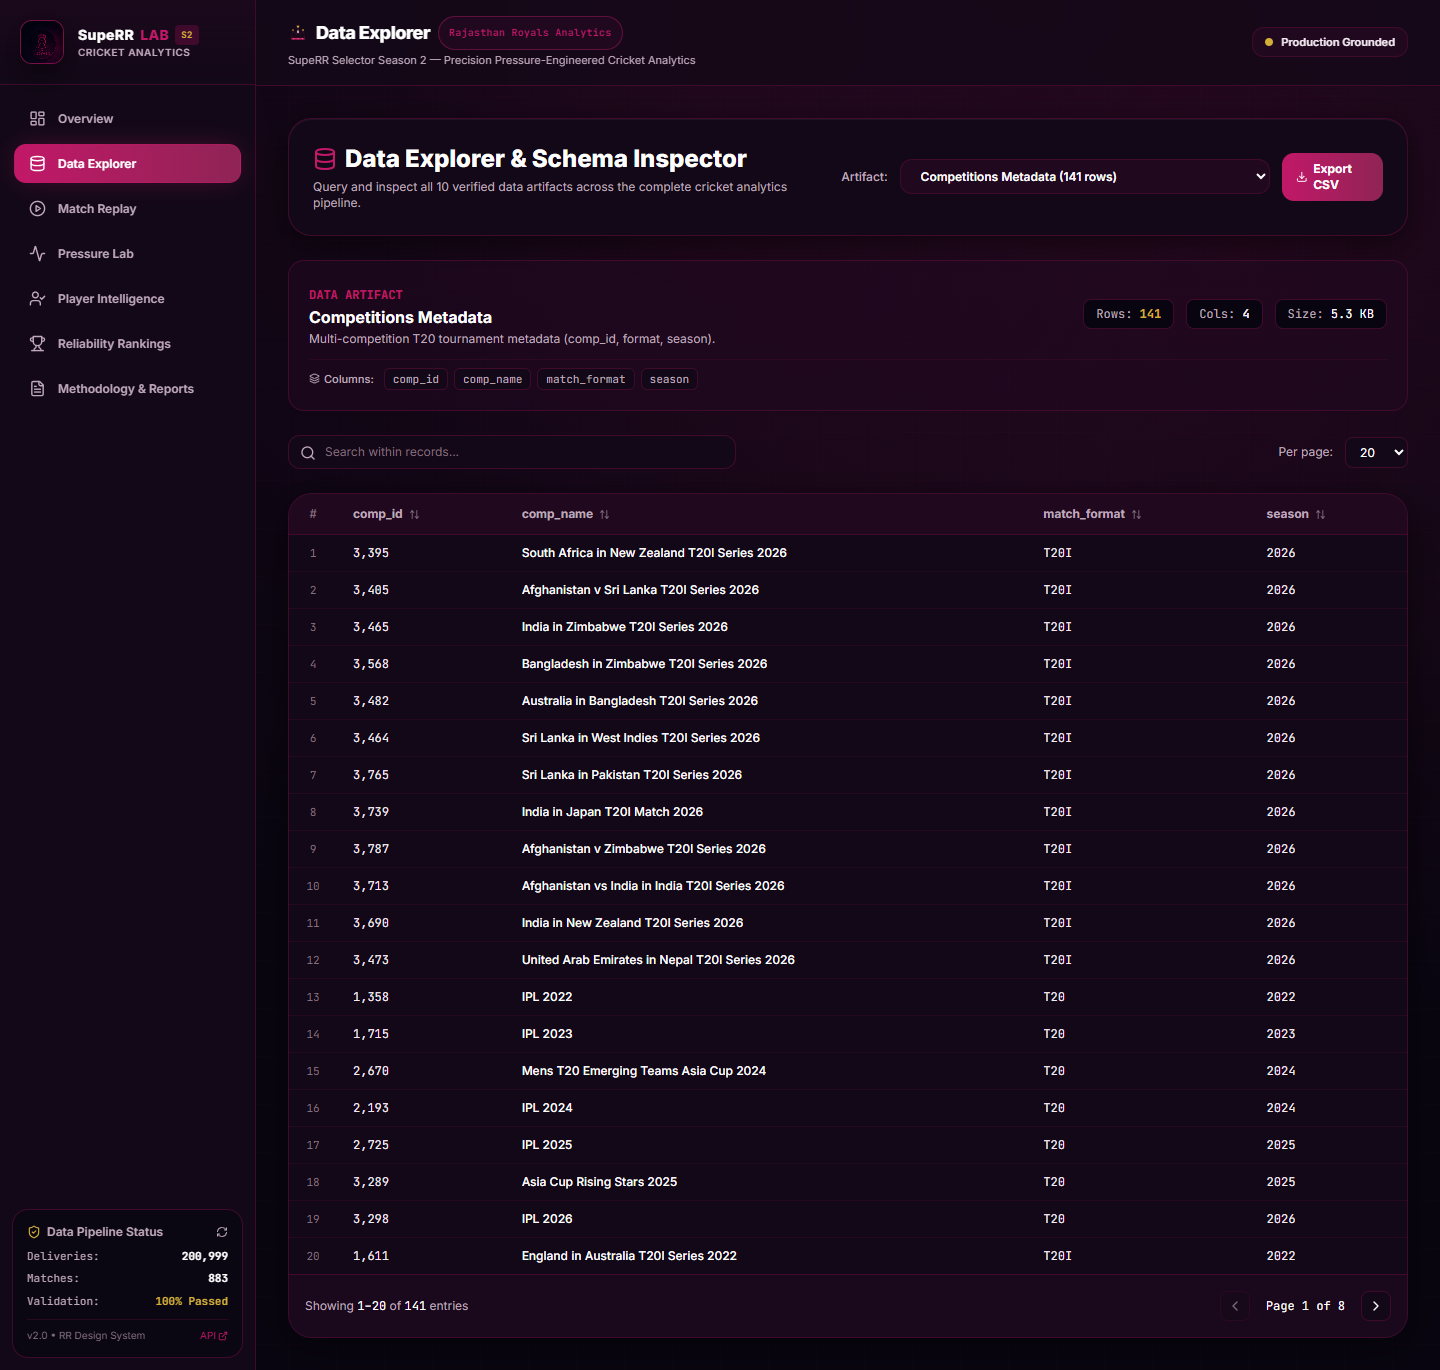 SupeRR LAB S2
CRICKET ANALYTICS
Overview
Data Explorer
Match Replay
Pressure Lab
Player Intelligence
Reliability Rankings
Methodology & Reports
Data Pipeline Status
Deliveries: 200,999
Matches: 883
Validation: 100% Passed
v2.0 • RR Design System API
Data Explorer Rajasthan Royals Analytics
SupeRR Selector Season 2 — Precision Pressure-Engineered Cricket Analytics
Production Grounded
Data Explorer & Schema Inspector
Query and inspect all 10 verified data artifacts across the complete cricket analytics
pipeline.
Artifact: Competitions Metadata (141 rows)
Export
CSV
DATA ARTIFACT
Competitions Metadata
Multi-competition T20 tournament metadata (comp_id, format, season).
Rows: 141 Cols: 4 Size: 5.3 KB
Columns: comp_id comp_name match_format season
Search within records...
Per page: 20
# comp_id comp_name match_format season
1 3,395 South Africa in New Zealand T20I Series 2026 T20I 2026
2 3,405 Afghanistan v Sri Lanka T20I Series 2026 T20I 2026
3 3,465 India in Zimbabwe T20I Series 2026 T20I 2026
4 3,568 Bangladesh in Zimbabwe T20I Series 2026 T20I 2026
5 3,482 Australia in Bangladesh T20I Series 2026 T20I 2026
6 3,464 Sri Lanka in West Indies T20I Series 2026 T20I 2026
7 3,765 Sri Lanka in Pakistan T20I Series 2026 T20I 2026
8 3,739 India in Japan T20I Match 2026 T20I 2026
9 3,787 Afghanistan v Zimbabwe T20I Series 2026 T20I 2026
10 3,713 Afghanistan vs India in India T20I Series 2026 T20I 2026
11 3,690 India in New Zealand T20I Series 2026 T20I 2026
12 3,473 United Arab Emirates in Nepal T20I Series 2026 T20I 2026
13 1,358 IPL 2022 T20 2022
14 1,715 IPL 2023 T20 2023
15 2,670 Mens T20 Emerging Teams Asia Cup 2024 T20 2024
16 2,193 IPL 2024 T20 2024
17 2,725 IPL 2025 T20 2025
18 3,289 Asia Cup Rising Stars 2025 T20 2025
19 3,298 IPL 2026 T20 2026
20 1,611 England in Australia T20I Series 2022 T20I 2022
Showing 1–20 of 141 entries
Page 1 of 8